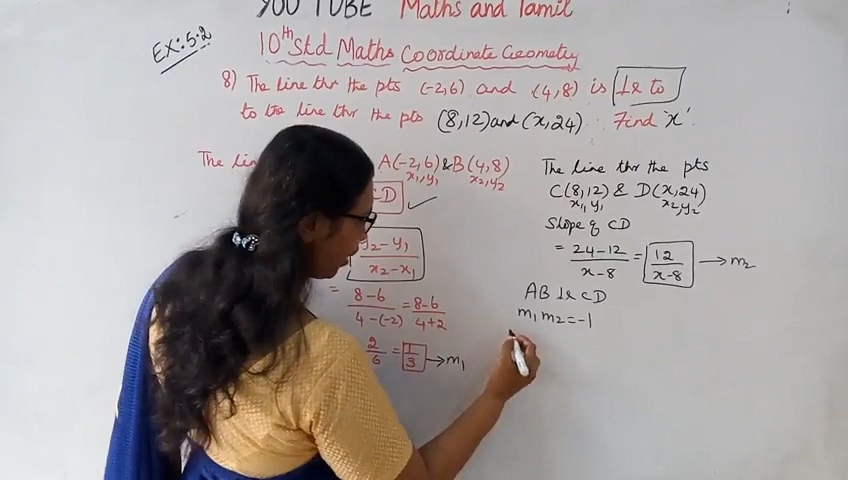 YOU TUBE Maths and Tamil
EX:5.2
10th Std Maths Coordinate Geometry
8) The line thr the pts (-2,6) and (4,8) is ⊥r to
to the line thr the pts (8,12) and (x,24). Find 'x'.
The lin A(-2,6) & B(4,8)
x1,y1 x2,y2
CD
y2-y1 / x2-x1
= 8-6 / 4-(-2) = 8-6 / 4+2
2/6 = 1/3 → m1
The line thr the pts
C(8,12) & D(x,24)
x1,y1 x2,y2
Slope of CD
= 24-12 / x-8 = 12 / x-8 → m2
AB ⊥r CD
m1 m2 = -1